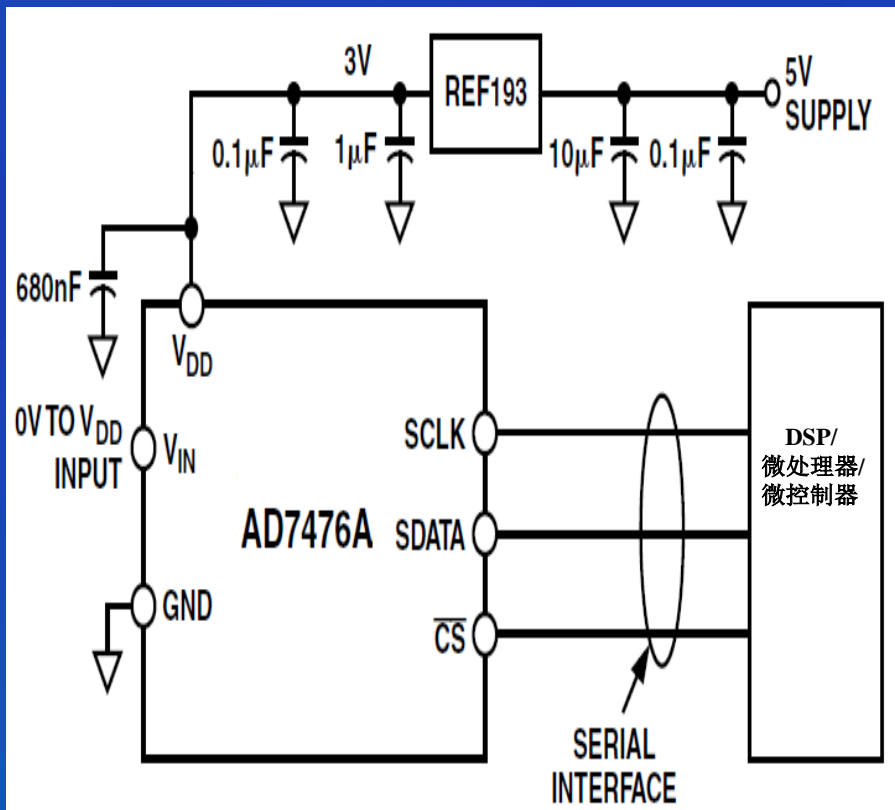 3V
REF193
5V
SUPPLY
0.1μF
1μF
10μF
0.1μF
680nF
VDD
0V TO VDD
INPUT
VIN
SCLK
AD7476A
SDATA
GND
CS
DSP/
微处理器/
微控制器
SERIAL
INTERFACE